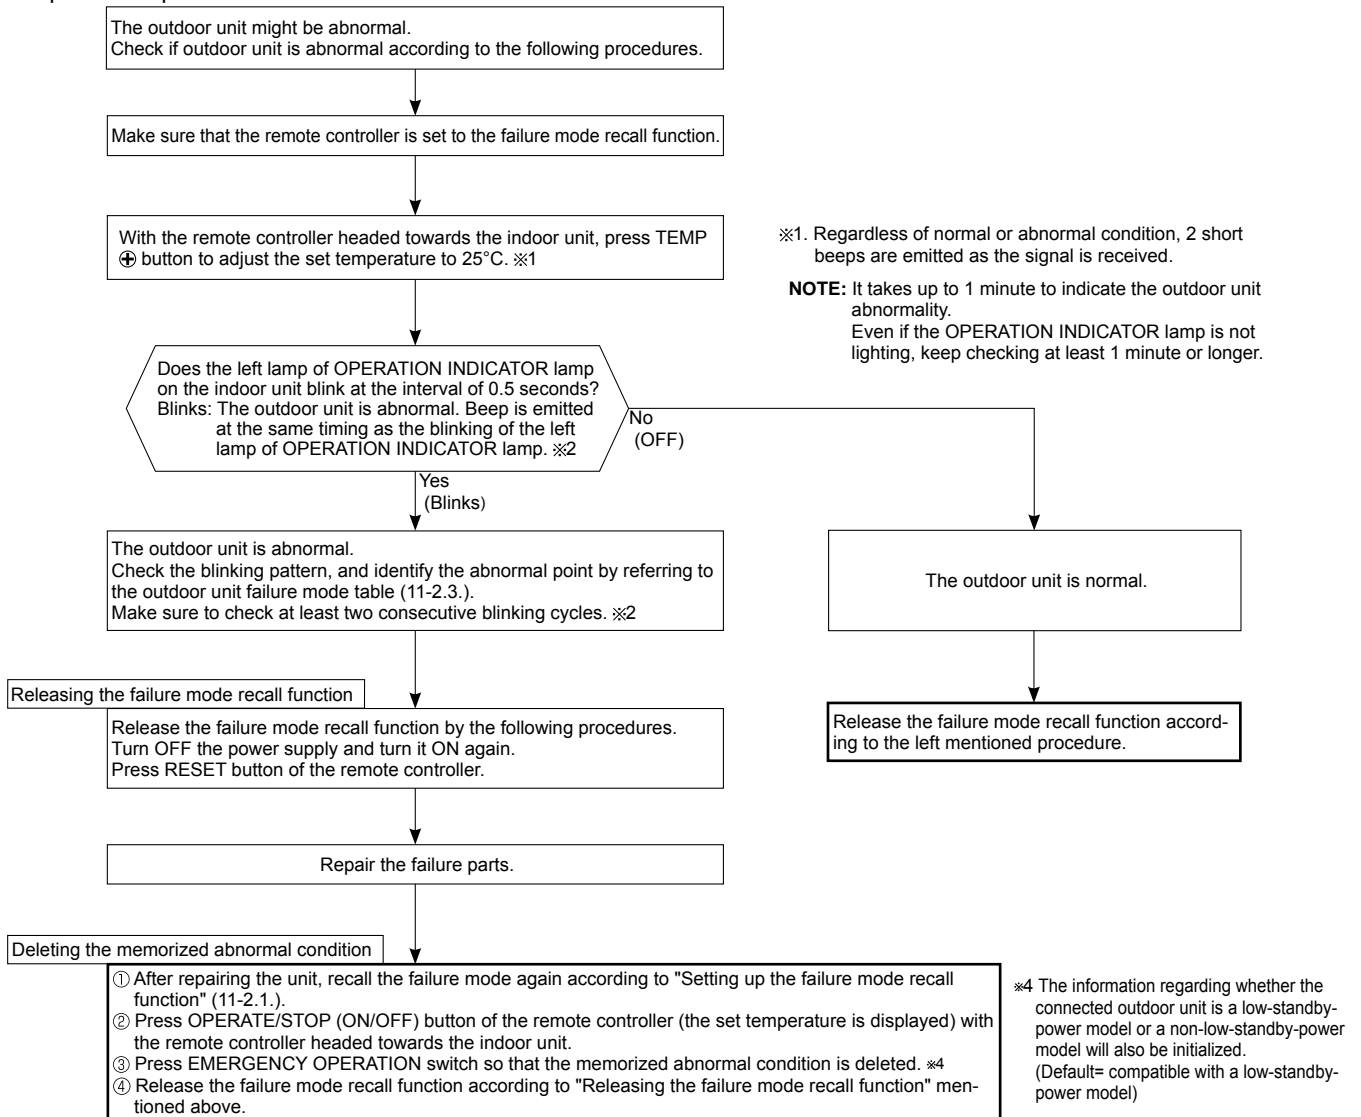 The outdoor unit might be abnormal.
Check if outdoor unit is abnormal according to the following procedures.
Make sure that the remote controller is set to the failure mode recall function.
With the remote controller headed towards the indoor unit, press TEMP
⊕ button to adjust the set temperature to 25°C. ※1
※1. Regardless of normal or abnormal condition, 2 short
beeps are emitted as the signal is received.
NOTE: It takes up to 1 minute to indicate the outdoor unit
abnormality.
Even if the OPERATION INDICATOR lamp is not
lighting, keep checking at least 1 minute or longer.
Does the left lamp of OPERATION INDICATOR lamp
on the indoor unit blink at the interval of 0.5 seconds?
Blinks: The outdoor unit is abnormal. Beep is emitted
at the same timing as the blinking of the left
lamp of OPERATION INDICATOR lamp. ※2
No
(OFF)
Yes
(Blinks)
The outdoor unit is abnormal.
Check the blinking pattern, and identify the abnormal point by referring to
the outdoor unit failure mode table (11-2.3.).
Make sure to check at least two consecutive blinking cycles. ※2
The outdoor unit is normal.
Releasing the failure mode recall function
Release the failure mode recall function by the following procedures.
Turn OFF the power supply and turn it ON again.
Press RESET button of the remote controller.
Release the failure mode recall function accord-
ing to the left mentioned procedure.
Repair the failure parts.
Deleting the memorized abnormal condition
① After repairing the unit, recall the failure mode again according to "Setting up the failure mode recall
function" (11-2.1.).
② Press OPERATE/STOP (ON/OFF) button of the remote controller (the set temperature is displayed) with
the remote controller headed towards the indoor unit.
③ Press EMERGENCY OPERATION switch so that the memorized abnormal condition is deleted. ※4
④ Release the failure mode recall function according to "Releasing the failure mode recall function" men-
tioned above.
※4 The information regarding whether the
connected outdoor unit is a low-standby-
power model or a non-low-standby-power
model will also be initialized.
(Default= compatible with a low-standby-
power model)